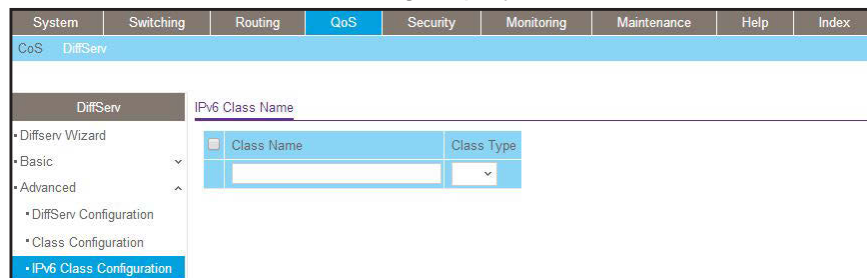 System Switching Routing QoS Security Monitoring Maintenance Help Index
CoS DiffServ
DiffServ
IPv6 Class Name
Diffserv Wizard
Basic
Advanced
DiffServ Configuration
Class Configuration
IPv6 Class Configuration
Class Name Class Type